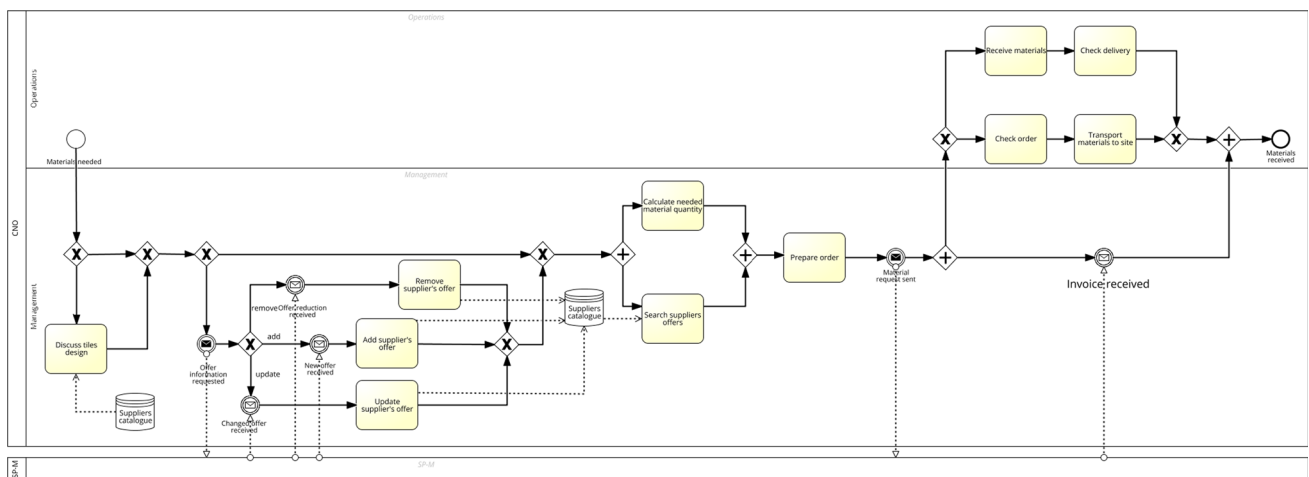 Operations
Operations
Receive materials
Check delivery
Materials needed
Check order
Transport
materials to site
Materials
received
CND
Management
Management
Calculate needed
material quantity
Prepare order
Material
request sent
Invoice received
Remove
supplier's offer
remove
Offer reduction
received
Suppliers
catalogue
Search suppliers
offers
Discuss tiles
design
add
Add supplier's
offer
Offer
information
requested
New offer
received
update
Update
supplier's offer
Suppliers
catalogue
Changed offer
received
SP-M
SP-M